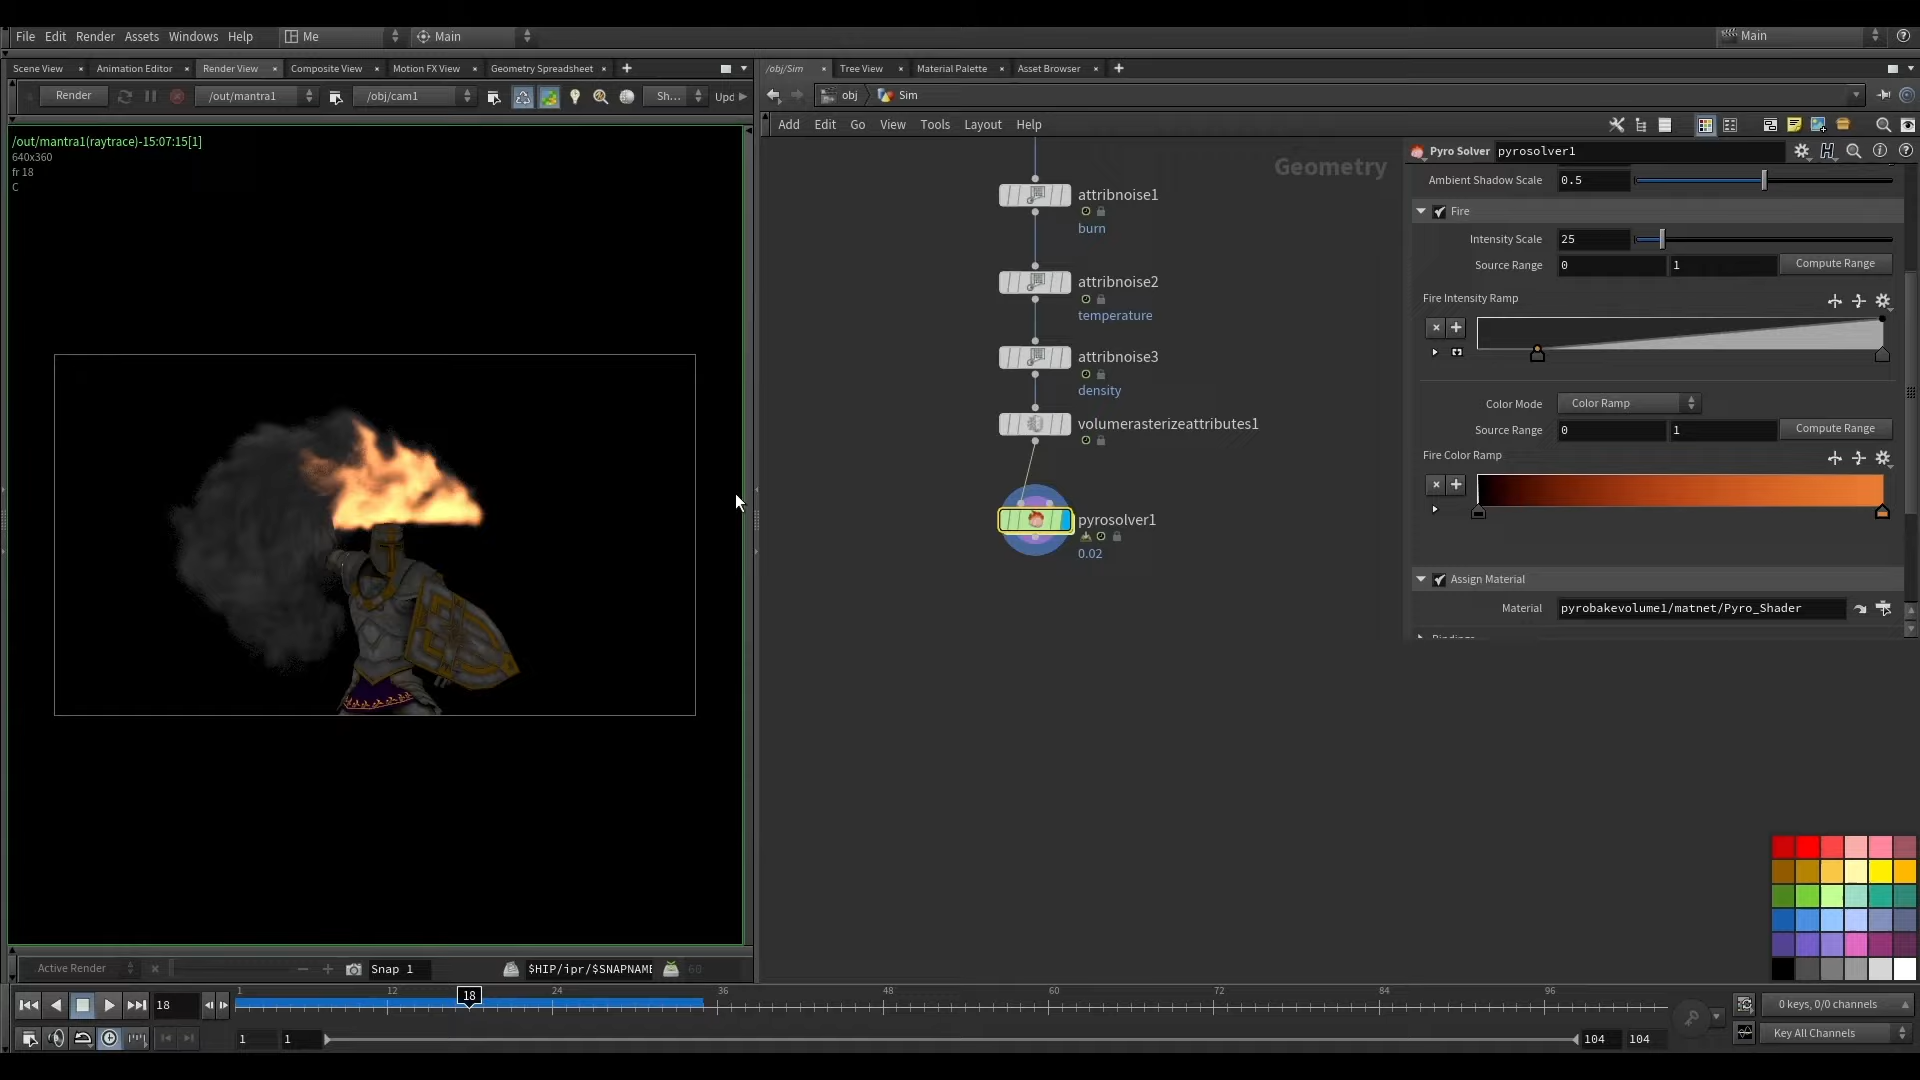 File Edit Render Assets Windows Help Me Main Main
Scene View Animation Editor Render View Composite View Motion FX View Geometry Spreadsheet
/obj/Sim Tree View Material Palette Asset Browser
Render /out/mantra1 /obj/cam1 Sh... Upd
obj Sim
Add Edit Go View Tools Layout Help
/out/mantra1(raytrace)-15:07:15[1]
640x360
fr 18
C
Geometry
attribnoise1
burn
attribnoise2
temperature
attribnoise3
density
volumerasterizeattributes1
pyrosolver1
0.02
Pyro Solver pyrosolver1
Ambient Shadow Scale 0.5
Fire
Intensity Scale 25
Source Range 0 1 Compute Range
Fire Intensity Ramp
Color Mode Color Ramp
Source Range 0 1 Compute Range
Fire Color Ramp
Assign Material
Material pyrobakevolume1/matnet/Pyro_Shader
Active Render Snap 1 $HIP/ipr/$SNAPNAME 60
1 12 18 24 36 48 60 72 84 96
18
0 keys, 0/0 channels
1 1 104 104
Key All Channels